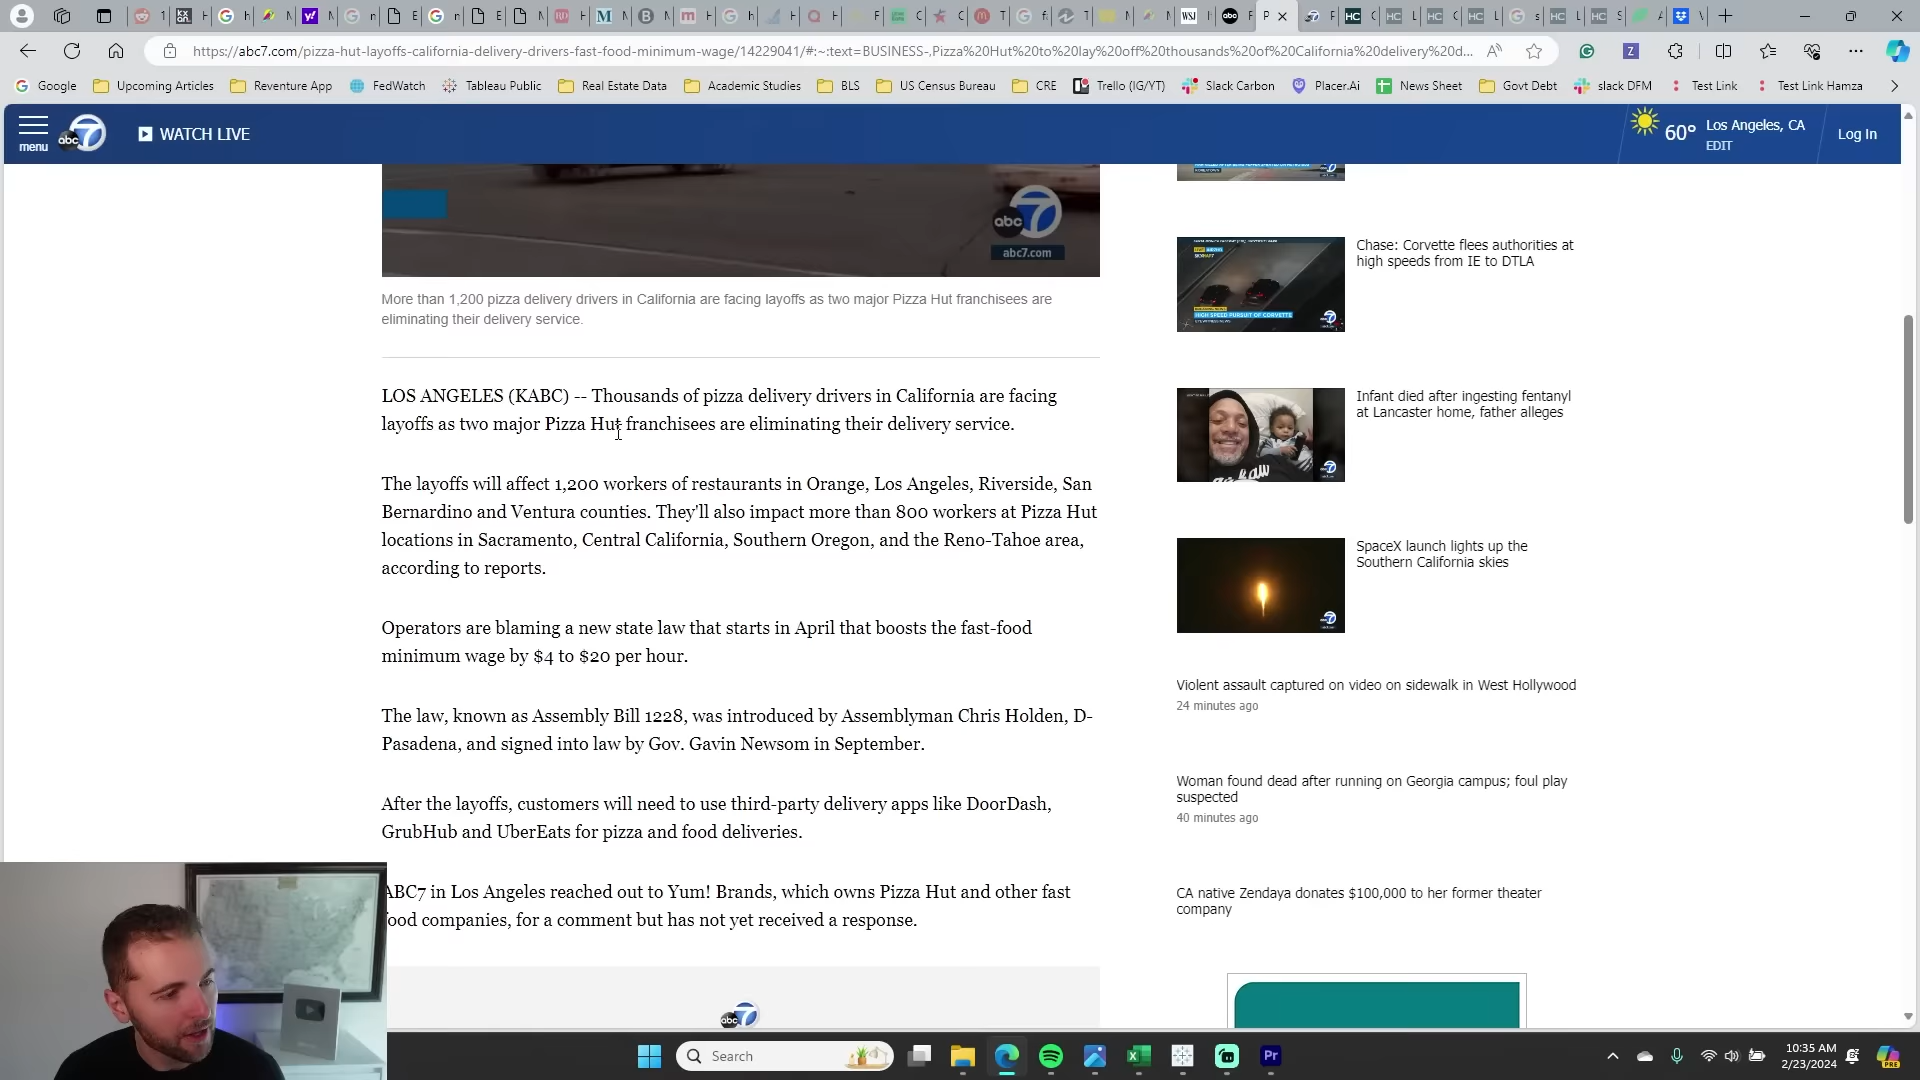 https://abc7.com/pizza-hut-layoffs-california-delivery-drivers-fast-food-minimum-wage/14229041/#:~:text=BUSINESS-,Pizza%20Hut%20to%20lay%20off%20thousands%20of%20California%20delivery%20d...
Google
Upcoming Articles
Reventure App
FedWatch
Tableau Public
Real Estate Data
Academic Studies
BLS
US Census Bureau
CRE
Trello (IG/YT)
Slack Carbon
Placer.Ai
News Sheet
Govt Debt
slack DFM
Test Link
Test Link Hamza
menu
abc 7
WATCH LIVE
60°
Los Angeles, CA
EDIT
Log In
abc 7
abc7.com
More than 1,200 pizza delivery drivers in California are facing layoffs as two major Pizza Hut franchisees are
eliminating their delivery service.
LOS ANGELES (KABC) -- Thousands of pizza delivery drivers in California are facing
layoffs as two major Pizza Hut franchisees are eliminating their delivery service.
The layoffs will affect 1,200 workers of restaurants in Orange, Los Angeles, Riverside, San
Bernardino and Ventura counties. They'll also impact more than 800 workers at Pizza Hut
locations in Sacramento, Central California, Southern Oregon, and the Reno-Tahoe area,
according to reports.
Operators are blaming a new state law that starts in April that boosts the fast-food
minimum wage by $4 to $20 per hour.
The law, known as Assembly Bill 1228, was introduced by Assemblyman Chris Holden, D-
Pasadena, and signed into law by Gov. Gavin Newsom in September.
After the layoffs, customers will need to use third-party delivery apps like DoorDash,
GrubHub and UberEats for pizza and food deliveries.
ABC7 in Los Angeles reached out to Yum! Brands, which owns Pizza Hut and other fast
food companies, for a comment but has not yet received a response.
abc 7
Chase: Corvette flees authorities at
high speeds from IE to DTLA
HIGH SPEED PURSUIT OF CORVETTE
Infant died after ingesting fentanyl
at Lancaster home, father alleges
SpaceX launch lights up the
Southern California skies
Violent assault captured on video on sidewalk in West Hollywood
24 minutes ago
Woman found dead after running on Georgia campus; foul play
suspected
40 minutes ago
CA native Zendaya donates $100,000 to her former theater
company
Search
Pr
10:35 AM
2/23/2024
PRE